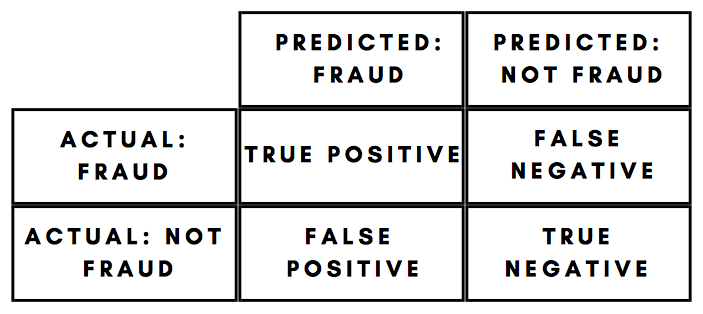 PREDICTED:
FRAUD
PREDICTED:
NOT FRAUD
ACTUAL:
FRAUD
TRUE POSITIVE
FALSE
NEGATIVE
ACTUAL: NOT
FRAUD
FALSE
POSITIVE
TRUE
NEGATIVE